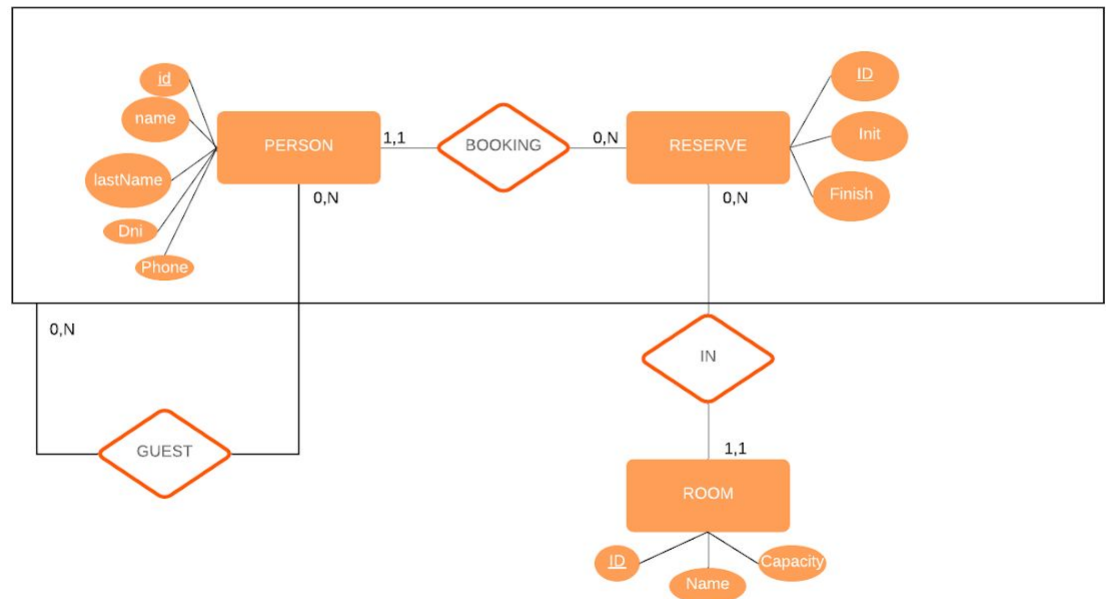 id
name
lastName
Dni
Phone
PERSON
1,1
BOOKING
0,N
RESERVE
ID
Init
Finish
0,N
0,N
0,N
GUEST
IN
1,1
ROOM
ID
Name
Capacity